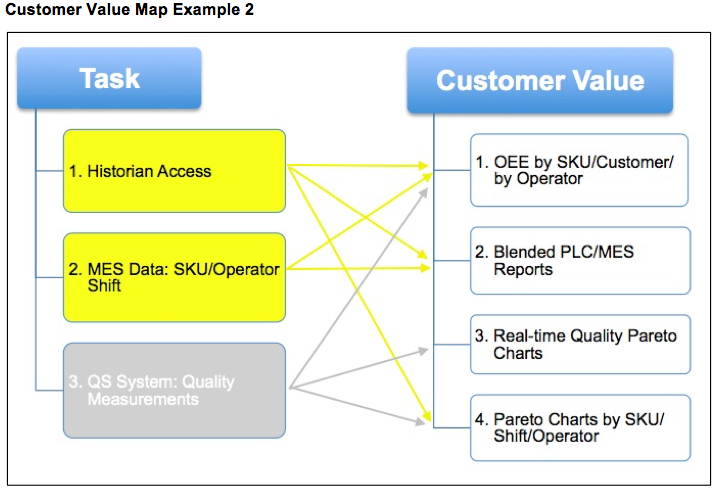 Customer Value Map Example 2
Task
Customer Value
1. Historian Access
2. MES Data: SKU/Operator
Shift
3. QS System: Quality
Measurements
1. OEE by SKU/Customer/
by Operator
2. Blended PLC/MES
Reports
3. Real-time Quality Pareto
Charts
4. Pareto Charts by SKU/
Shift/Operator